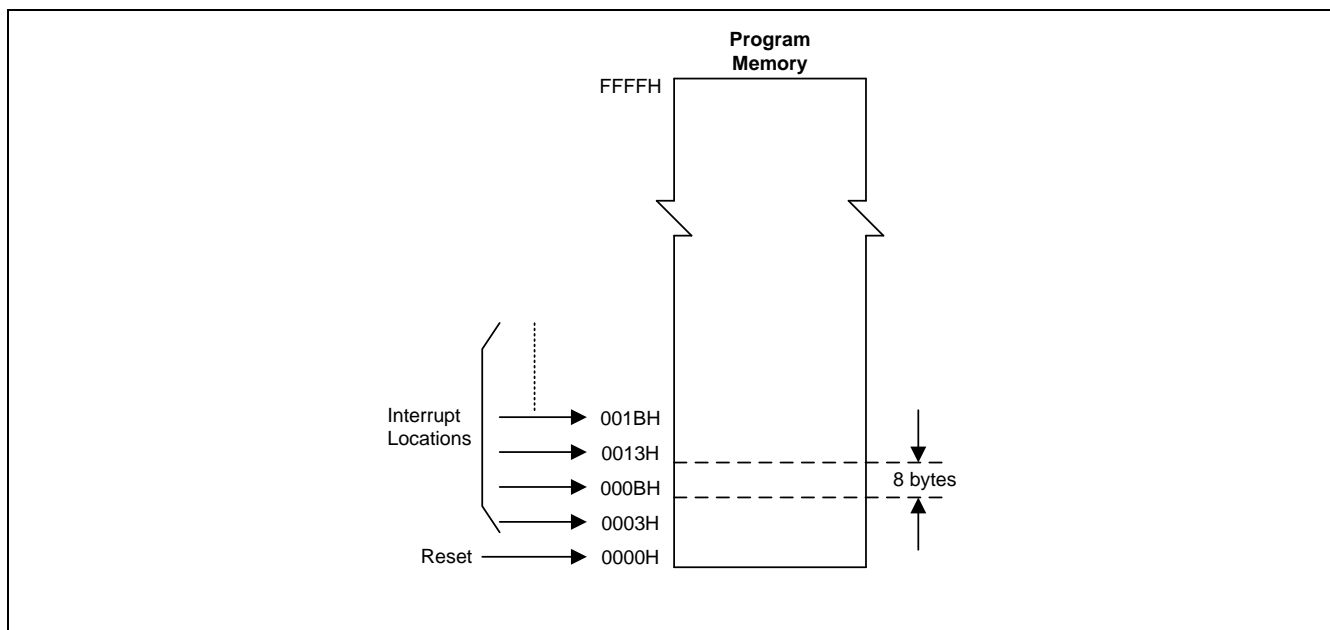 Program
Memory
FFFFH
Interrupt
Locations
001BH
0013H
000BH
0003H
8 bytes
Reset
0000H